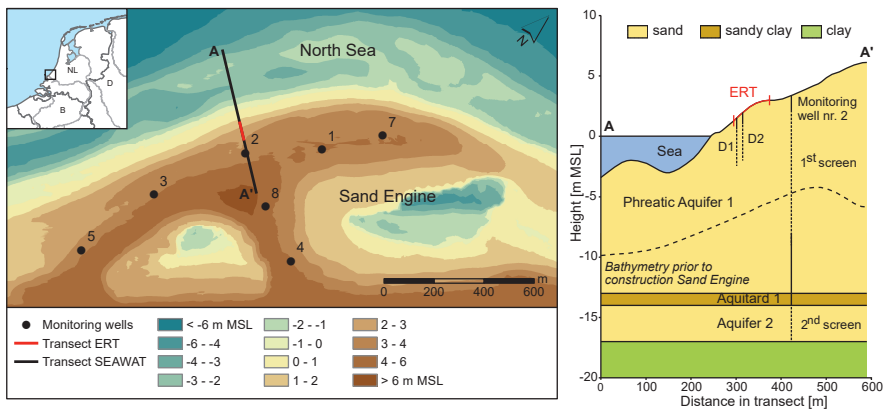 NL
D
B
A
North Sea
N
2
1
7
3
A'
8
Sand Engine
5
4
m
0 200 400 600
Monitoring wells
Transect ERT
Transect SEAWAT
< -6 m MSL
-6 - -4
-4 - -3
-3 - -2
-2 - -1
-1 - 0
0 - 1
1 - 2
2 - 3
3 - 4
4 - 6
> 6 m MSL
sand
sandy clay
clay
Height [m MSL]
10
5
0
-5
-10
-15
-20
A'
ERT
A
Monitoring
well nr. 2
D1
D2
Sea
1st screen
Phreatic Aquifer 1
Bathymetry prior to
construction Sand Engine
Aquitard 1
Aquifer 2
2nd screen
0 100 200 300 400 500 600
Distance in transect [m]